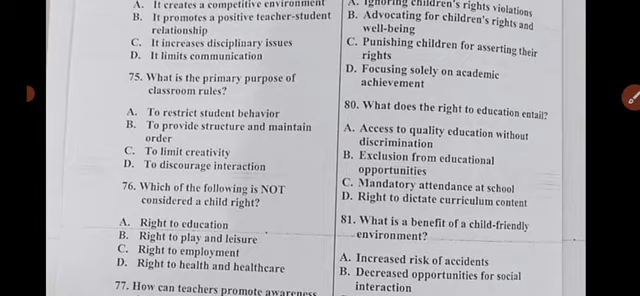 A. It creates a competitive environment
B. It promotes a positive teacher-student
relationship
C. It increases disciplinary issues
D. It limits communication
75. What is the primary purpose of
classroom rules?
A. To restrict student behavior
B. To provide structure and maintain
order
C. To limit creativity
D. To discourage interaction
76. Which of the following is NOT
considered a child right?
A. Right to education
B. Right to play and leisure
C. Right to employment
D. Right to health and healthcare
77. How can teachers promote awareness
A. Ignoring children's rights violations
B. Advocating for children's rights and
well-being
C. Punishing children for asserting their
rights
D. Focusing solely on academic
achievement
80. What does the right to education entail?
A. Access to quality education without
discrimination
B. Exclusion from educational
opportunities
C. Mandatory attendance at school
D. Right to dictate curriculum content
81. What is a benefit of a child-friendly
environment?
A. Increased risk of accidents
B. Decreased opportunities for social
interaction